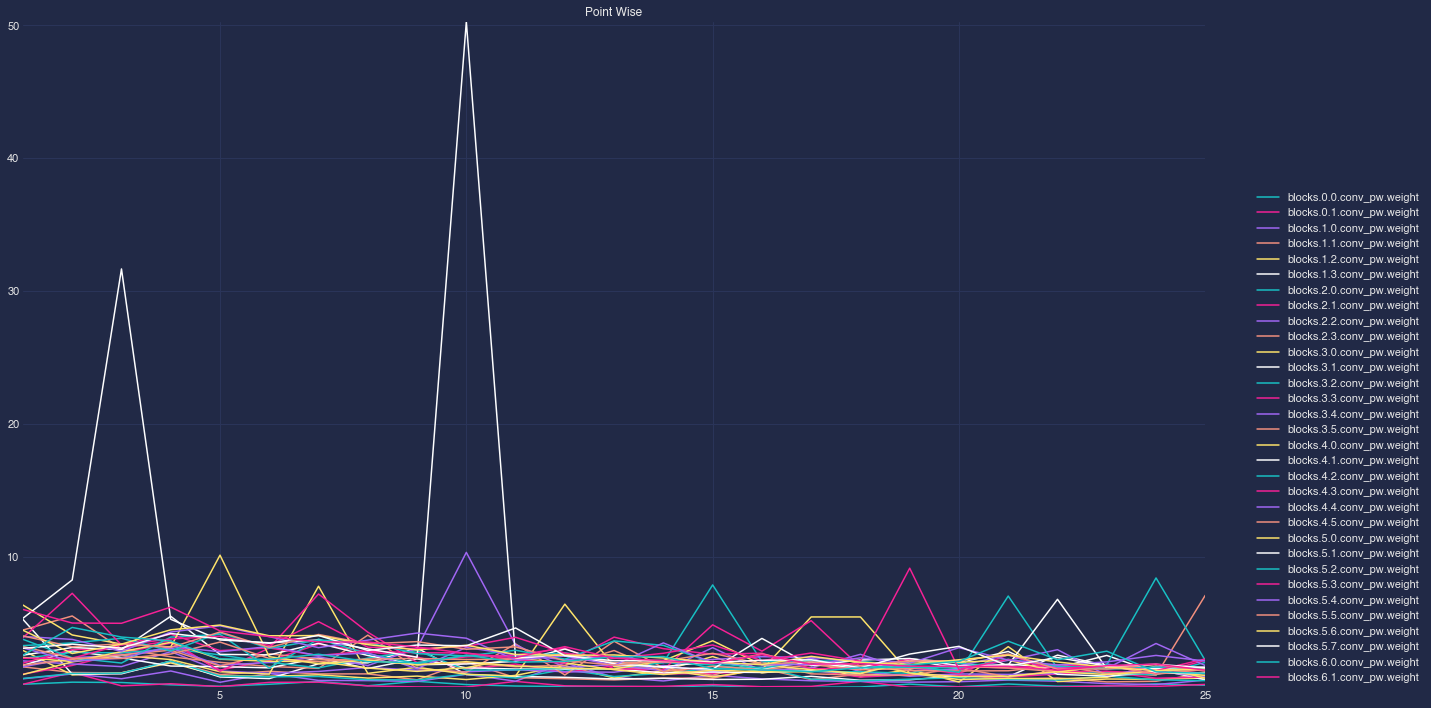 Point Wise
50
40
30
20
10
5
10
15
20
25
blocks.0.0.conv_pw.weight
blocks.0.1.conv_pw.weight
blocks.1.0.conv_pw.weight
blocks.1.1.conv_pw.weight
blocks.1.2.conv_pw.weight
blocks.1.3.conv_pw.weight
blocks.2.0.conv_pw.weight
blocks.2.1.conv_pw.weight
blocks.2.2.conv_pw.weight
blocks.2.3.conv_pw.weight
blocks.3.0.conv_pw.weight
blocks.3.1.conv_pw.weight
blocks.3.2.conv_pw.weight
blocks.3.3.conv_pw.weight
blocks.3.4.conv_pw.weight
blocks.3.5.conv_pw.weight
blocks.4.0.conv_pw.weight
blocks.4.1.conv_pw.weight
blocks.4.2.conv_pw.weight
blocks.4.3.conv_pw.weight
blocks.4.4.conv_pw.weight
blocks.4.5.conv_pw.weight
blocks.5.0.conv_pw.weight
blocks.5.1.conv_pw.weight
blocks.5.2.conv_pw.weight
blocks.5.3.conv_pw.weight
blocks.5.4.conv_pw.weight
blocks.5.5.conv_pw.weight
blocks.5.6.conv_pw.weight
blocks.5.7.conv_pw.weight
blocks.6.0.conv_pw.weight
blocks.6.1.conv_pw.weight